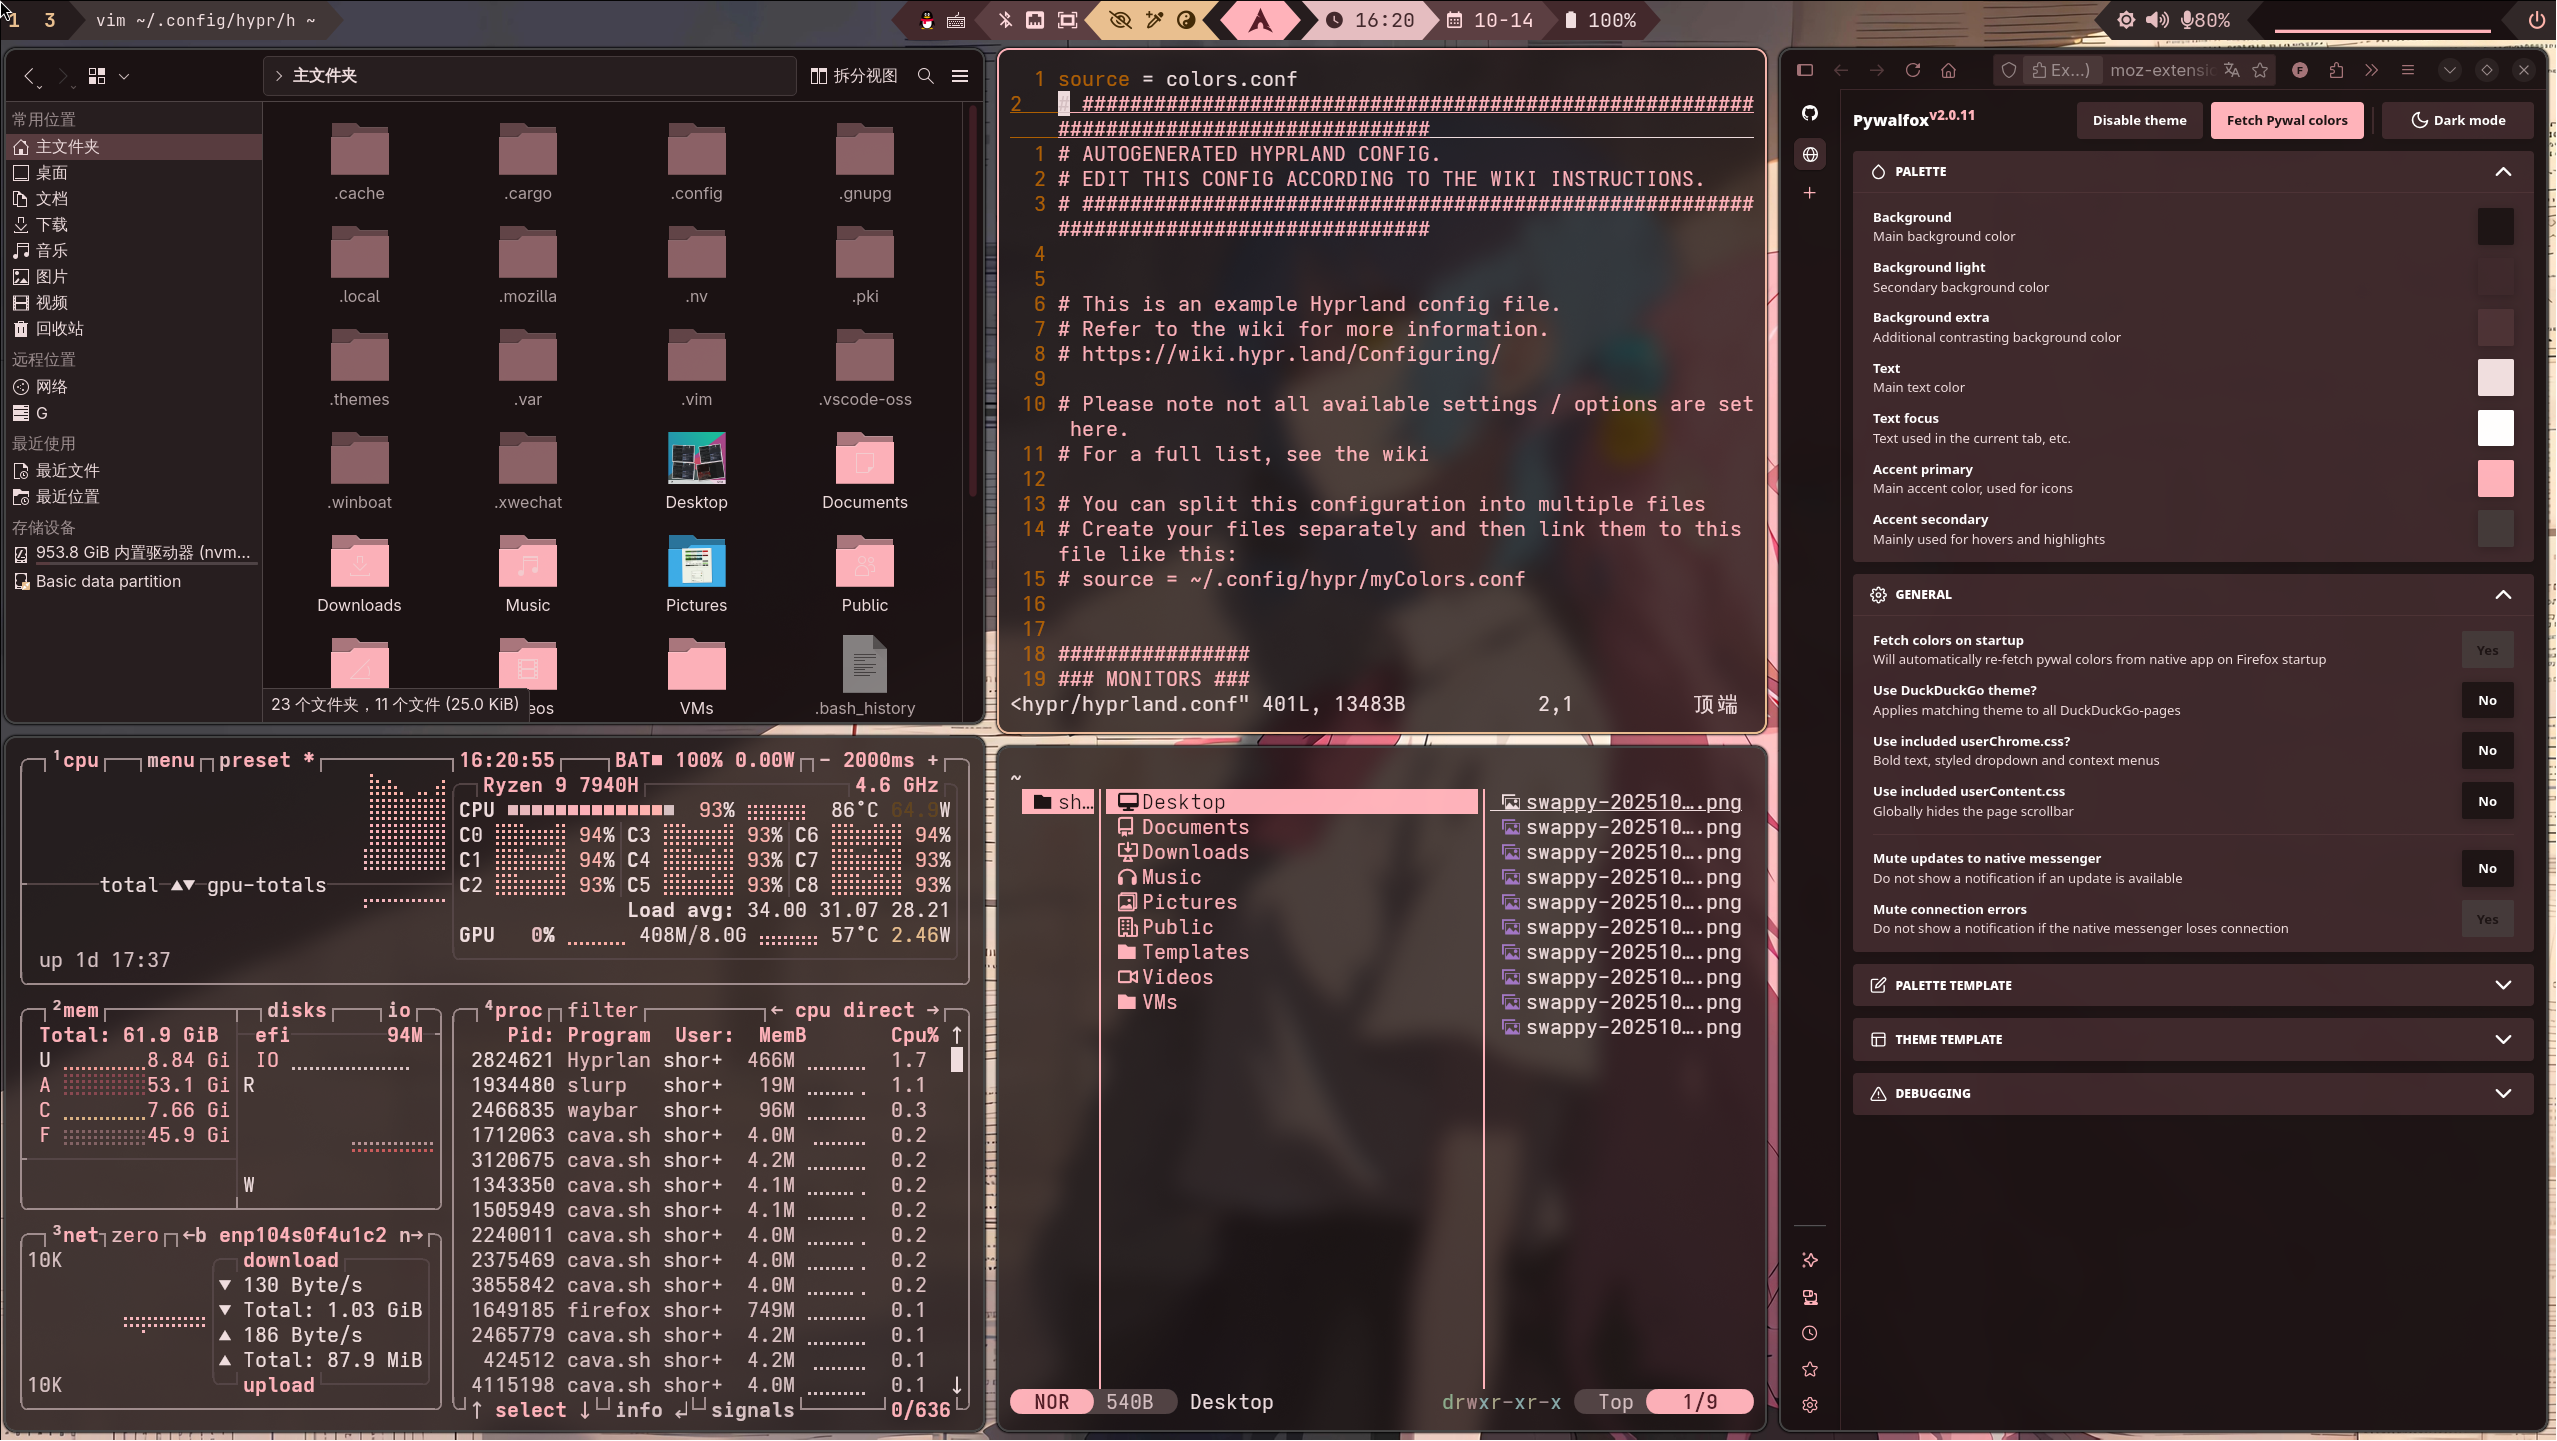 1 3 vim ~/.config/hypr/h ~
16:20 10-14 100%
80%
主文件夹
拆分视图
常用位置
主文件夹
桌面
文档
下载
音乐
图片
视频
回收站
远程位置
网络
G
最近使用
最近文件
最近位置
存储设备
953.8 GiB 内置驱动器 (nvm...
Basic data partition
.cache .cargo .config .gnupg
.local .mozilla .nv .pki
.themes .var .vim .vscode-oss
.winboat .xwechat Desktop Documents
Downloads Music Pictures Public
eos VMs .bash_history
23 个文件夹，11 个文件 (25.0 KiB)
1 source = colors.conf
2 # ########################################################
###############################
1 # AUTOGENERATED HYPRLAND CONFIG.
2 # EDIT THIS CONFIG ACCORDING TO THE WIKI INSTRUCTIONS.
3 # ########################################################
###############################
4
5
6 # This is an example Hyprland config file.
7 # Refer to the wiki for more information.
8 # https://wiki.hypr.land/Configuring/
9
10 # Please note not all available settings / options are set
here.
11 # For a full list, see the wiki
12
13 # You can split this configuration into multiple files
14 # Create your files separately and then link them to this
file like this:
15 # source = ~/.config/hypr/myColors.conf
16
17
18 ################
19 ### MONITORS ###
<hypr/hyprland.conf" 401L, 13483B 2,1 顶端
Ex...) moz-extensi
Pywalfox v2.0.11 Disable theme Fetch Pywal colors Dark mode
PALETTE
Background
Main background color
Background light
Secondary background color
Background extra
Additional contrasting background color
Text
Main text color
Text focus
Text used in the current tab, etc.
Accent primary
Main accent color, used for icons
Accent secondary
Mainly used for hovers and highlights
GENERAL
Fetch colors on startup
Will automatically re-fetch pywal colors from native app on Firefox startup
Yes
Use DuckDuckGo theme?
Applies matching theme to all DuckDuckGo-pages
No
Use included userChrome.css?
Bold text, styled dropdown and context menus
No
Use included userContent.css
Globally hides the page scrollbar
No
Mute updates to native messenger
Do not show a notification if an update is available
No
Mute connection errors
Do not show a notification if the native messenger loses connection
Yes
PALETTE TEMPLATE
THEME TEMPLATE
DEBUGGING
¹cpu menu preset * 16:20:55 BAT■ 100% 0.00W - 2000ms +
Ryzen 9 7940H 4.6 GHz
CPU 93% 86°C 64.9W
C0 94% C3 93% C6 94%
C1 94% C4 93% C7 93%
C2 93% C5 93% C8 93%
total ▲▼ gpu-totals
Load avg: 34.00 31.07 28.21
GPU 0% 408M/8.0G 57°C 2.46W
up 1d 17:37
²mem disks io
Total: 61.9 GiB efi 94M
U 8.84 Gi IO
A 53.1 Gi R
C 7.66 Gi
F 45.9 Gi
W
³net zero ←b enp104s0f4u1c2 n→
10K download
▼ 130 Byte/s
▼ Total: 1.03 GiB
▲ 186 Byte/s
▲ Total: 87.9 MiB
10K upload
⁴proc filter ← cpu direct →
Pid: Program User: MemB Cpu% ↑
2824621 Hyprlan shor+ 466M 1.7
1934480 slurp shor+ 19M 1.1
2466835 waybar shor+ 96M 0.3
1712063 cava.sh shor+ 4.0M 0.2
3120675 cava.sh shor+ 4.2M 0.2
1343350 cava.sh shor+ 4.1M 0.2
1505949 cava.sh shor+ 4.1M 0.2
2240011 cava.sh shor+ 4.0M 0.2
2375469 cava.sh shor+ 4.0M 0.2
3855842 cava.sh shor+ 4.0M 0.2
1649185 firefox shor+ 749M 0.1
2465779 cava.sh shor+ 4.2M 0.1
424512 cava.sh shor+ 4.2M 0.1
4115198 cava.sh shor+ 4.0M 0.1 ↓
↑ select ↓ info ↲ signals 0/636
~
sh… Desktop swappy-202510….png
Documents swappy-202510….png
Downloads swappy-202510….png
Music swappy-202510….png
Pictures swappy-202510….png
Public swappy-202510….png
Templates swappy-202510….png
Videos swappy-202510….png
VMs swappy-202510….png
swappy-202510….png
NOR 540B Desktop drwxr-xr-x Top 1/9